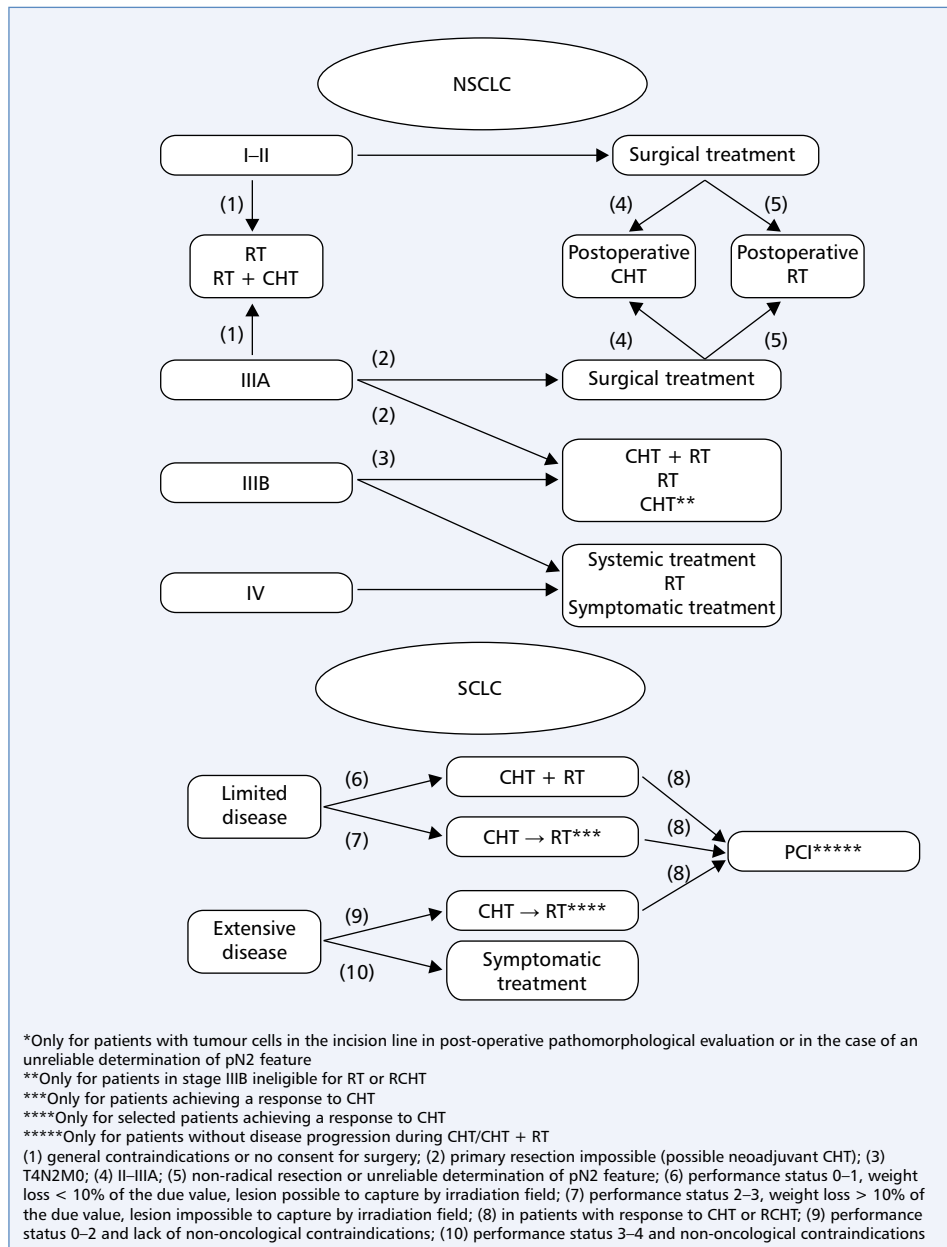 NSCLC
I–II
Surgical treatment
(1)
(4)
(5)
RT
RT + CHT
Postoperative
CHT
Postoperative
RT
(1)
(4)
(5)
IIIA
(2)
Surgical treatment
(2)
IIIB
(3)
CHT + RT
RT
CHT**
IV
Systemic treatment
RT
Symptomatic treatment
SCLC
Limited
disease
(6)
CHT + RT
(8)
(7)
CHT → RT***
(8)
PCI*****
(8)
Extensive
disease
(9)
CHT → RT****
(10)
Symptomatic
treatment
*Only for patients with tumour cells in the incision line in post-operative pathomorphological evaluation or in the case of an
unreliable determination of pN2 feature
**Only for patients in stage IIIB ineligible for RT or RCHT
***Only for patients achieving a response to CHT
****Only for selected patients achieving a response to CHT
*****Only for patients without disease progression during CHT/CHT + RT
(1) general contraindications or no consent for surgery; (2) primary resection impossible (possible neoadjuvant CHT); (3)
T4N2M0; (4) II–IIIA; (5) non-radical resection or unreliable determination of pN2 feature; (6) performance status 0–1, weight
loss < 10% of the due value, lesion possible to capture by irradiation field; (7) performance status 2–3, weight loss > 10% of
the due value, lesion impossible to capture by irradiation field; (8) in patients with response to CHT or RCHT; (9) performance
status 0–2 and lack of non-oncological contraindications; (10) performance status 3–4 and non-oncological contraindications